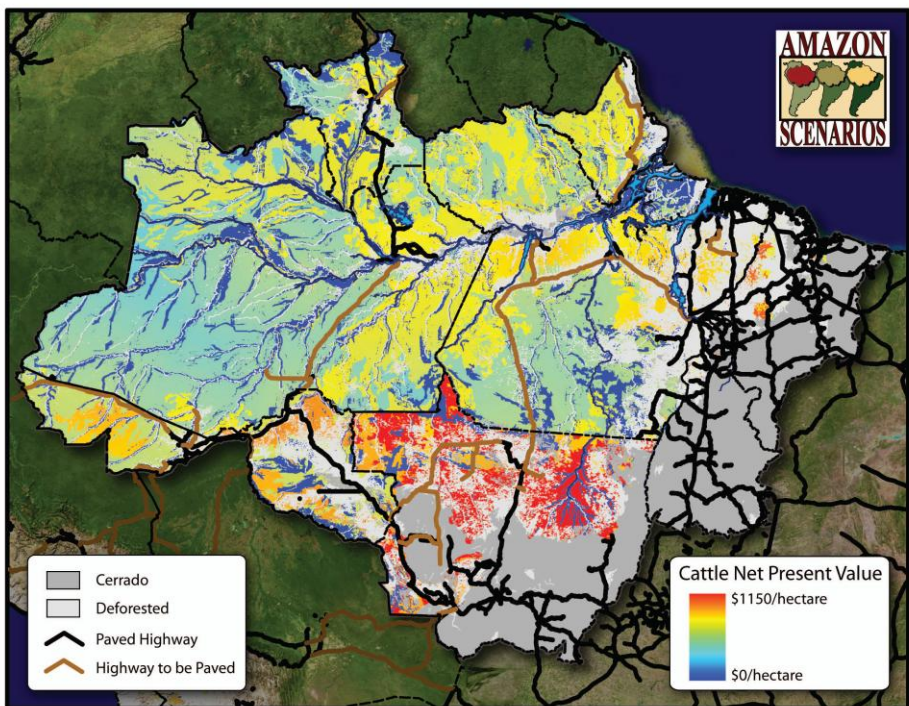 AMAZON
SCENARIOS
Cerrado
Deforested
Paved Highway
Highway to be Paved
Cattle Net Present Value
$1150/hectare
$0/hectare